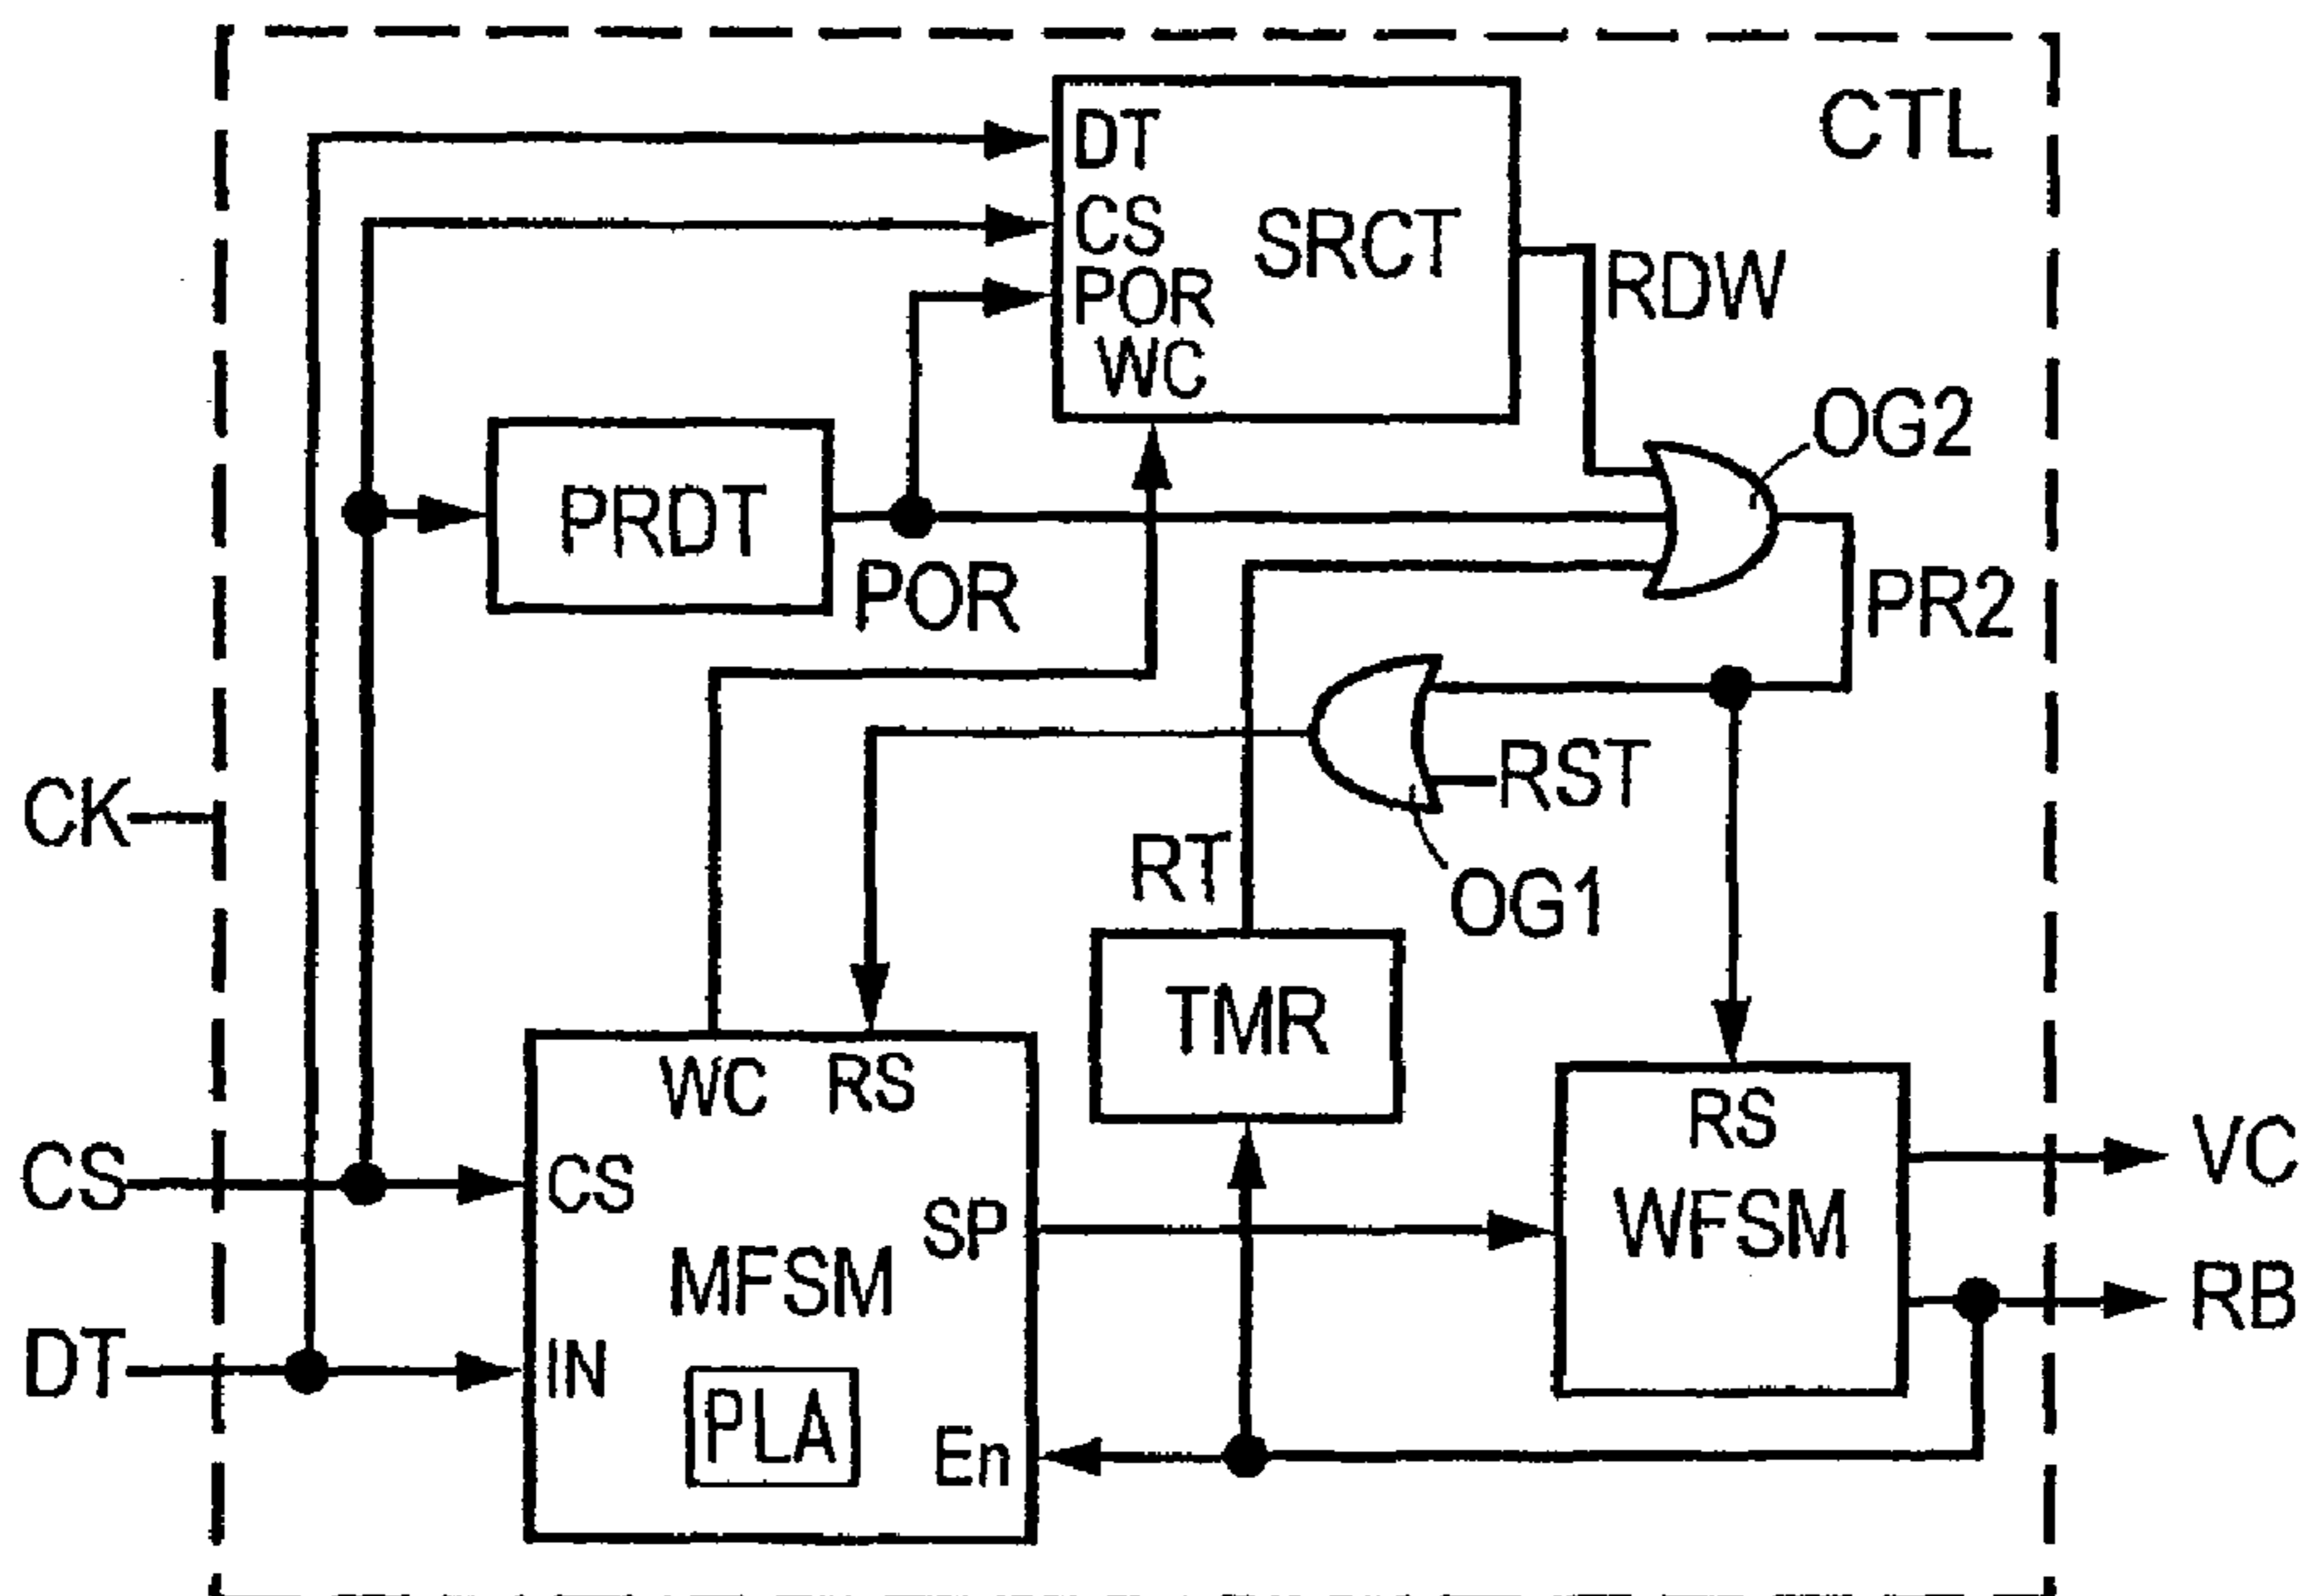 CTL
DT
CS
SRCT
POR
RDW
WC
OG2
PRDT
POR
PR2
RST
CK
RT
OG1
TMR
WC RS
RS
CS
CS
VC
SP
WFSM
MFSM
RB
DT
IN
PLA
En